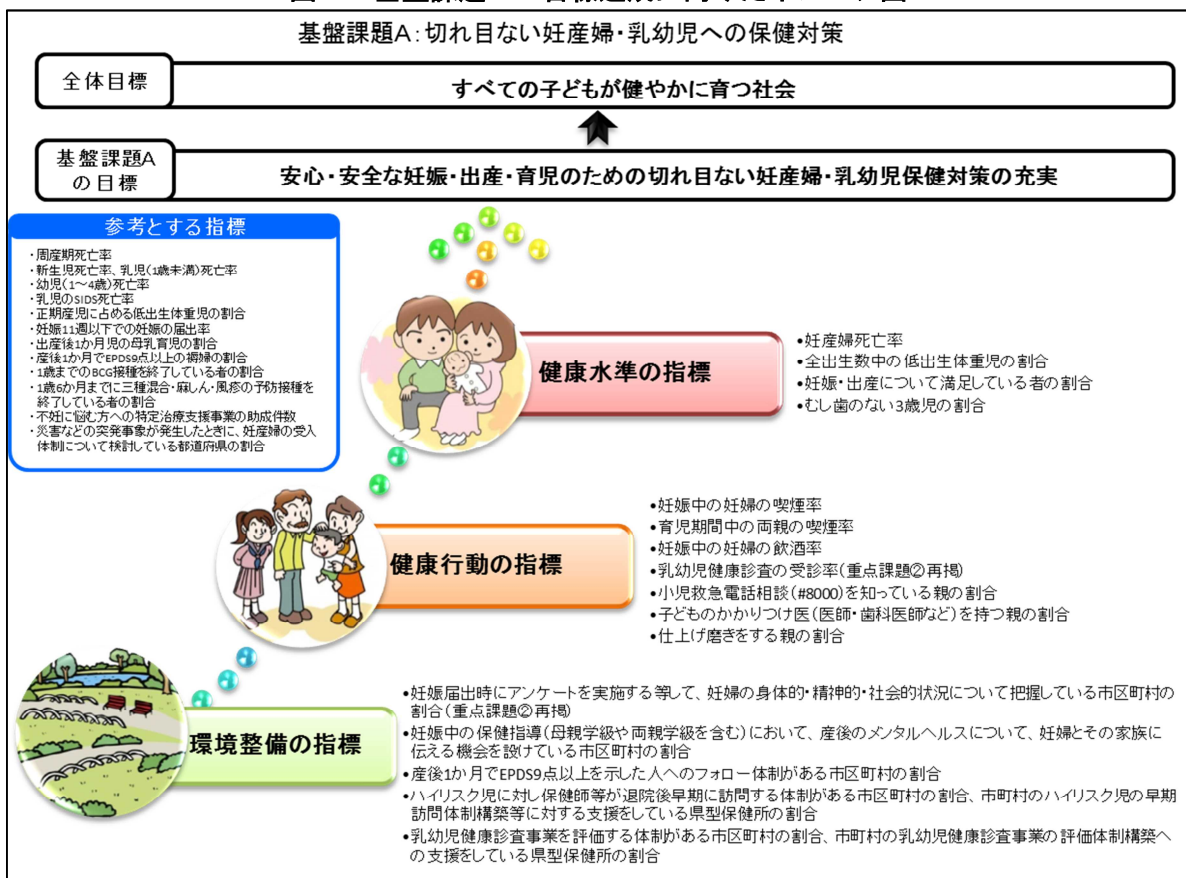 基盤課題A：切れ目ない妊産婦・乳幼児への保健対策
全体目標
すべての子どもが健やかに育つ社会
基盤課題A
の目標
安心・安全な妊娠・出産・育児のための切れ目ない妊産婦・乳幼児保健対策の充実
参考とする指標
・周産期死亡率
・新生児死亡率、乳児(1歳未満)死亡率
・幼児(1～4歳)死亡率
・乳児のSIDS死亡率
・正期産児に占める低出生体重児の割合
・妊娠11週以下での妊娠の届出率
・出産後1か月児の母乳育児の割合
・産後1か月でEPDS9点以上の褥婦の割合
・1歳までのBCG接種を終了している者の割合
・1歳6か月までに三種混合・麻しん・風疹の予防接種を
終了している者の割合
・不妊に悩む方への特定治療支援事業の助成件数
・災害などの突発事象が発生したときに、妊産婦の受入
体制について検討している都道府県の割合
健康水準の指標
•妊産婦死亡率
•全出生数中の低出生体重児の割合
•妊娠・出産について満足している者の割合
•むし歯のない3歳児の割合
健康行動の指標
•妊娠中の妊婦の喫煙率
•育児期間中の両親の喫煙率
•妊娠中の妊婦の飲酒率
•乳幼児健康診査の受診率(重点課題②再掲)
•小児救急電話相談(#8000)を知っている親の割合
•子どものかかりつけ医(医師・歯科医師など)を持つ親の割合
•仕上げ磨きをする親の割合
環境整備の指標
•妊娠届出時にアンケートを実施する等して、妊婦の身体的・精神的・社会的状況について把握している市区町村の
割合(重点課題②再掲)
•妊娠中の保健指導(母親学級や両親学級を含む)において、産後のメンタルヘルスについて、妊婦とその家族に
伝える機会を設けている市区町村の割合
•産後1か月でEPDS9点以上を示した人へのフォロー体制がある市区町村の割合
•ハイリスク児に対し保健師等が退院後早期に訪問する体制がある市区町村の割合、市町村のハイリスク児の早期
訪問体制構築等に対する支援をしている県型保健所の割合
•乳幼児健康診査事業を評価する体制がある市区町村の割合、市町村の乳幼児健康診査事業の評価体制構築へ
の支援をしている県型保健所の割合